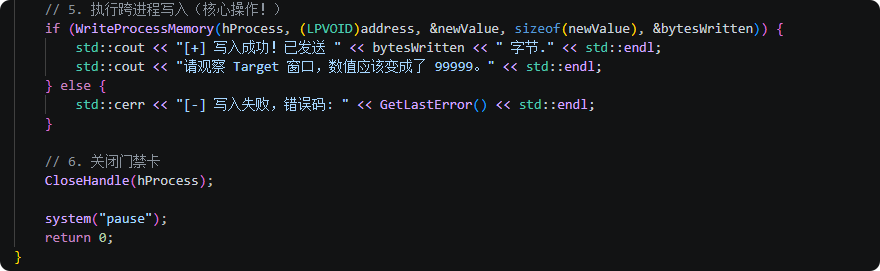 // 5. 执行跨进程写入（核心操作！）
if (WriteProcessMemory(hProcess, (LPVOID)address, &newValue, sizeof(newValue), &bytesWritten)) {
std::cout << "[+] 写入成功！已发送 " << bytesWritten << " 字节." << std::endl;
std::cout << "请观察 Target 窗口，数值应该变成了 99999。" << std::endl;
} else {
std::cerr << "[-] 写入失败，错误码: " << GetLastError() << std::endl;
}
// 6. 关闭门禁卡
CloseHandle(hProcess);
system("pause");
return 0;
}